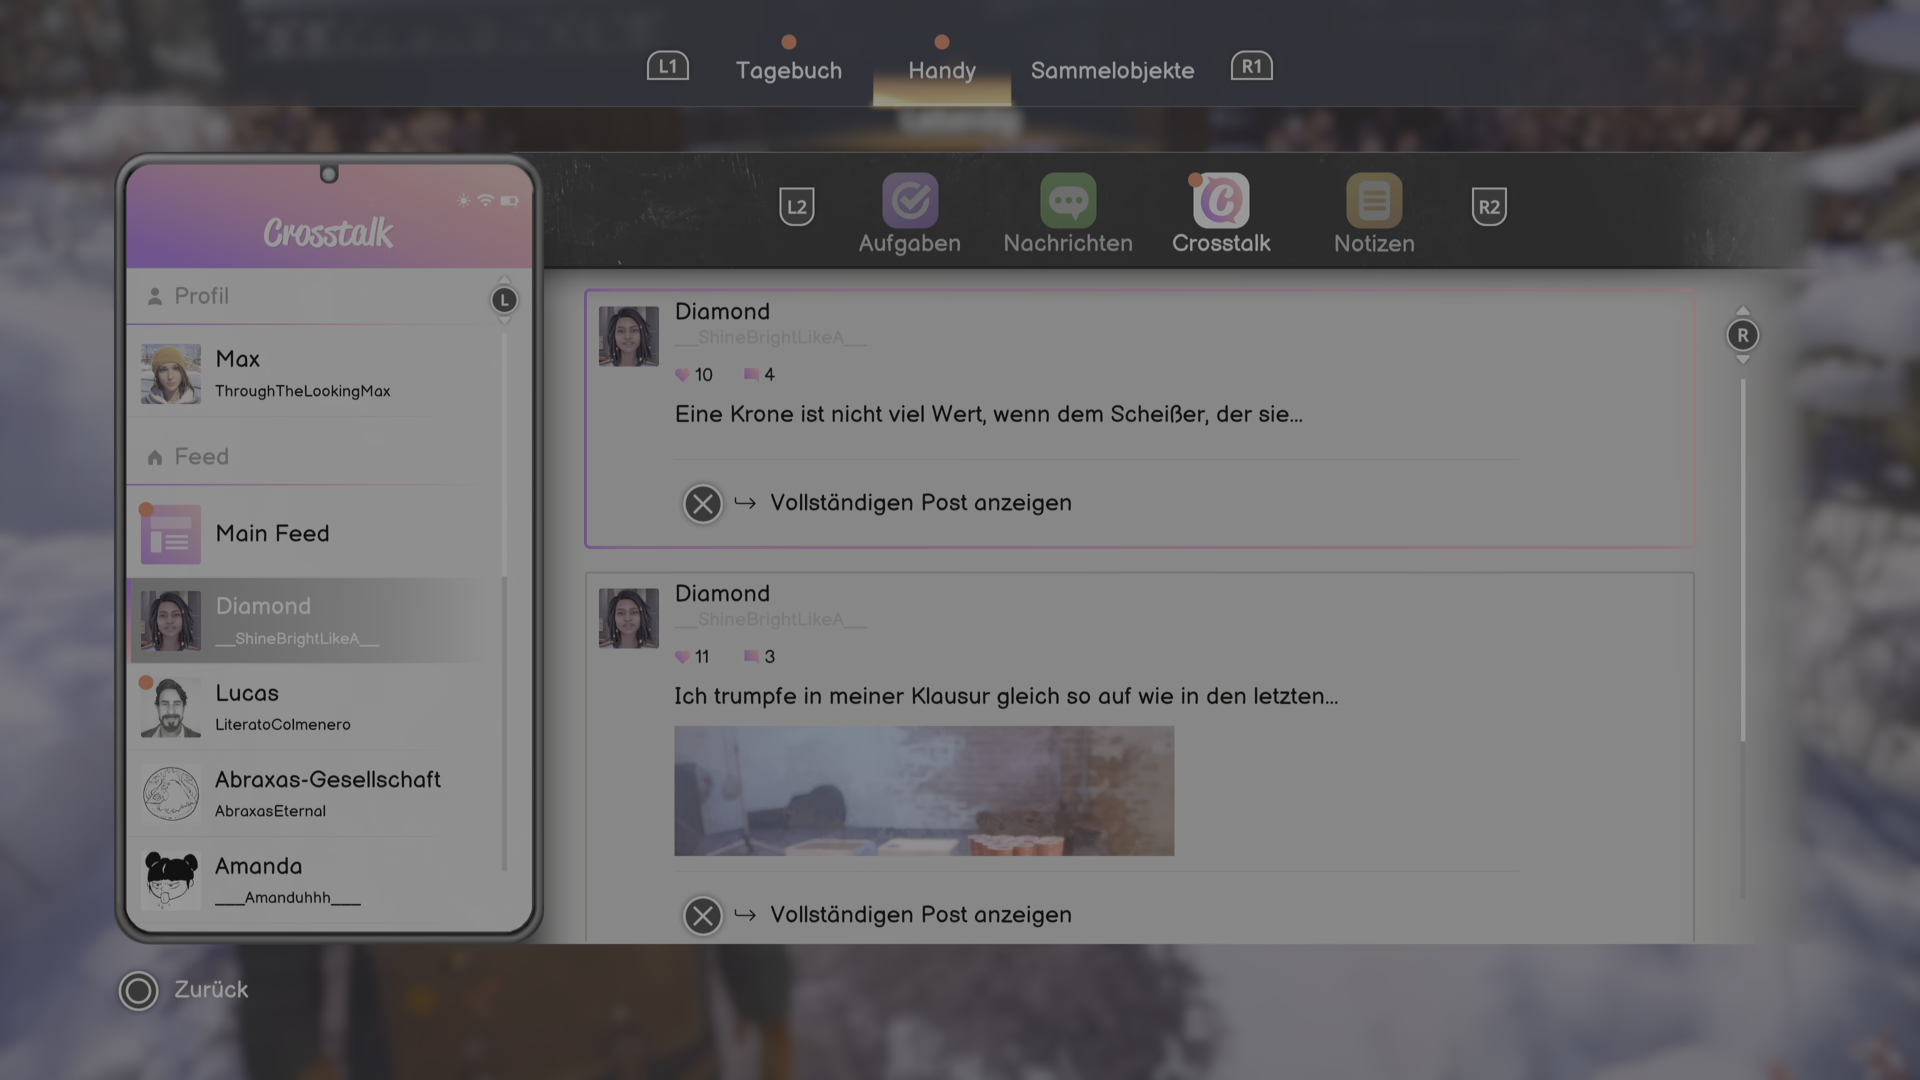 L1 Tagebuch Handy Sammelobjekte R1
Crosstalk
L2 Aufgaben Nachrichten Crosstalk Notizen R2
Profil
L
Max
ThroughTheLookingMax
Feed
Main Feed
Diamond
__ShineBrightLikeA__
Lucas
LiteratoColmenero
Abraxas-Gesellschaft
AbraxasEternal
Amanda
___Amanduhhh___
Diamond
__ShineBrightLikeA__
10 4
Eine Krone ist nicht viel Wert, wenn dem Scheißer, der sie...
Vollständigen Post anzeigen
R
Diamond
__ShineBrightLikeA__
11 3
Ich trumpfe in meiner Klausur gleich so auf wie in den letzten...
Vollständigen Post anzeigen
Zurück